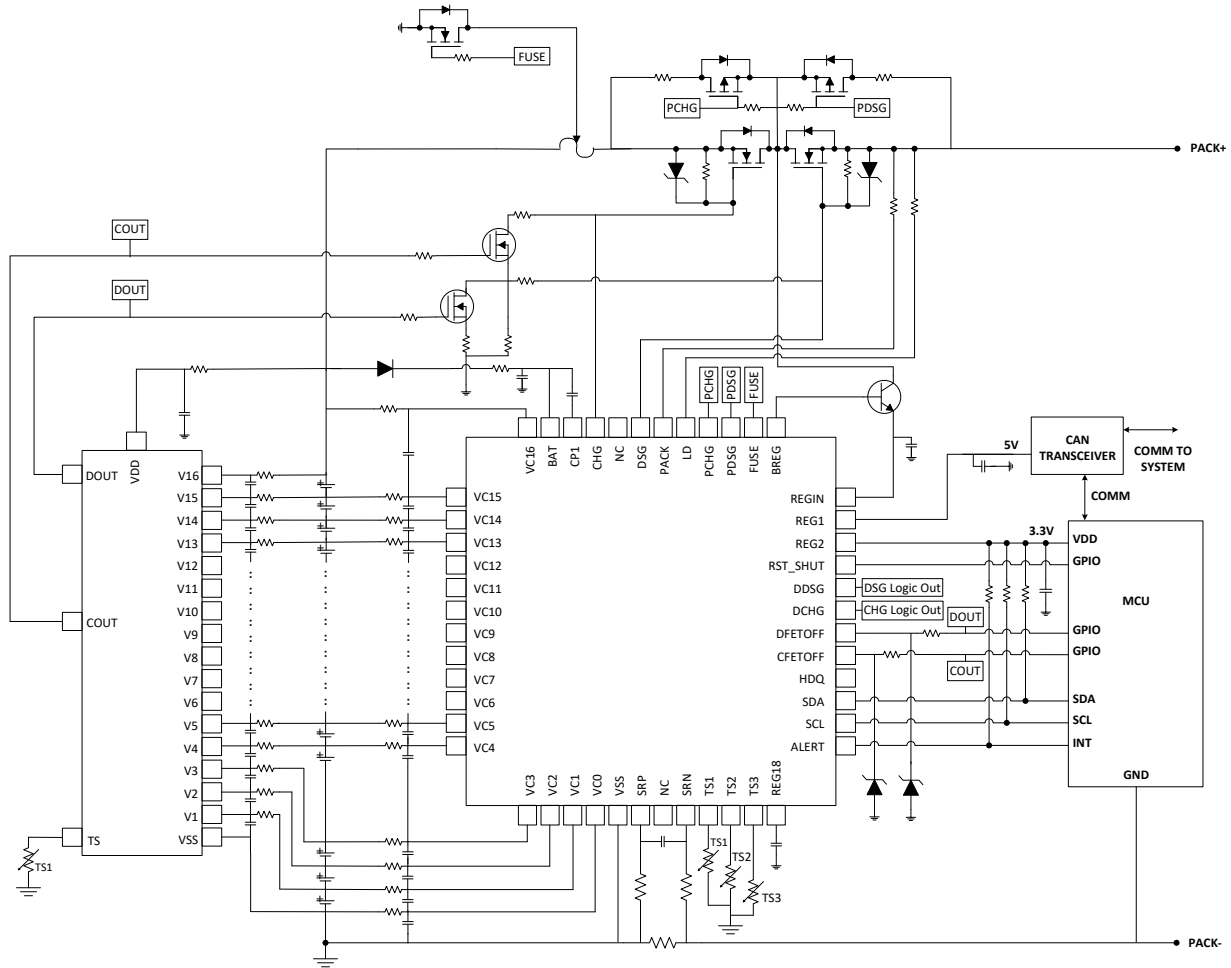 FUSE
PCHG
PDSG
PACK+
COUT
DOUT
PCHG
PDSG
FUSE
VC16
BAT
CP1
CHG
NC
DSG
PACK
LD
PCHG
PDSG
FUSE
BREG
5V
CAN
TRANSCEIVER
COMM TO
SYSTEM
COMM
VDD
DOUT
COUT
TS
V16
V15
V14
V13
V12
V11
V10
V9
V8
V7
V6
V5
V4
V3
V2
V1
VSS
TS1
VC15
VC14
VC13
VC12
VC11
VC10
VC9
VC8
VC7
VC6
VC5
VC4
REGIN
REG1
REG2
RST_SHUT
DDSG
DCHG
DFETOFF
CFETOFF
HDQ
SDA
SCL
ALERT
DSG Logic Out
CHG Logic Out
DOUT
COUT
3.3V
VDD
GPIO
MCU
GPIO
GPIO
SDA
SCL
INT
GND
VC3
VC2
VC1
VC0
VSS
SRP
NC
SRN
TS1
TS2
TS3
REG18
TS1
TS2
TS3
PACK-